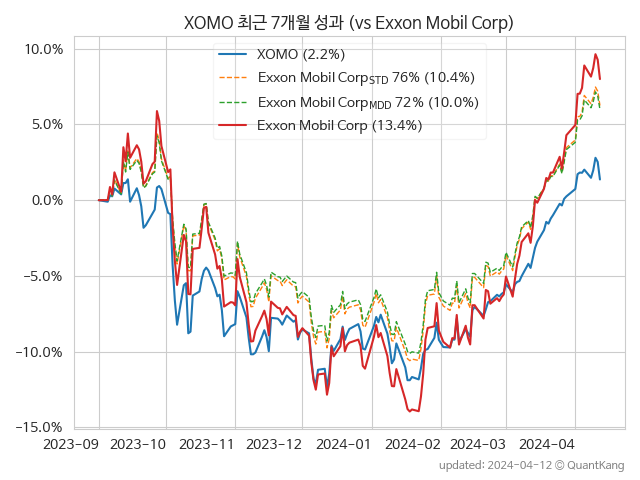 XOMO 최근 7개월 성과 (vs Exxon Mobil Corp)
XOMO (2.2%)
Exxon Mobil Corp_STD 76% (10.4%)
Exxon Mobil Corp_MDD 72% (10.0%)
Exxon Mobil Corp (13.4%)
10.0%
5.0%
0.0%
−5.0%
−10.0%
−15.0%
2023-09 2023-10 2023-11 2023-12 2024-01 2024-02 2024-03 2024-04
updated: 2024-04-12 © QuantKang